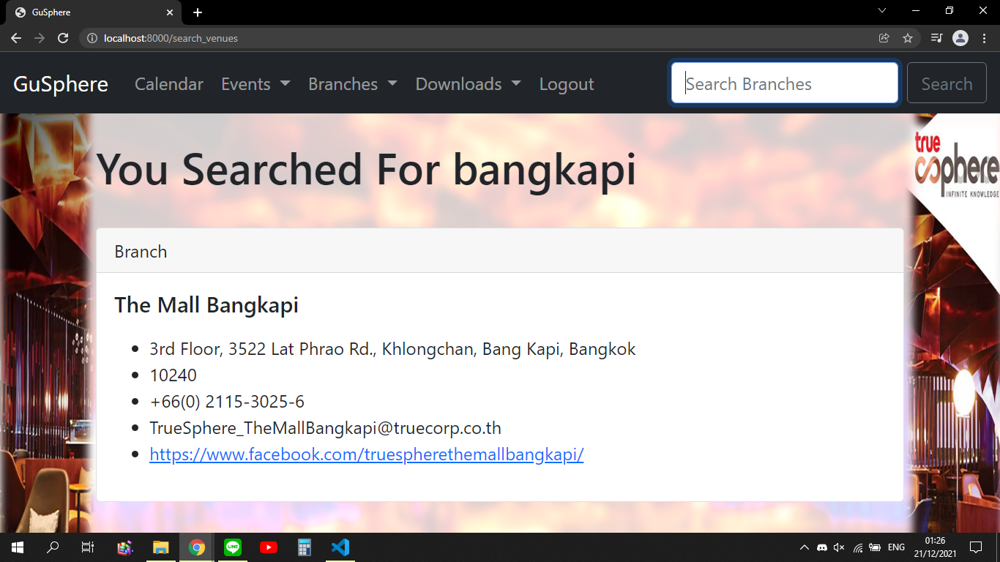 GuSphere
localhost:8000/search_venues
GuSphere Calendar Events Branches Downloads Logout Search Branches Search
true
sphere
INFINITE KNOWLEDGE
You Searched For bangkapi
Branch
The Mall Bangkapi
3rd Floor, 3522 Lat Phrao Rd., Khlongchan, Bang Kapi, Bangkok
10240
+66(0) 2115-3025-6
TrueSphere_TheMallBangkapi@truecorp.co.th
https://www.facebook.com/truespherethemallbangkapi/
LINE
ENG
01:26
21/12/2021